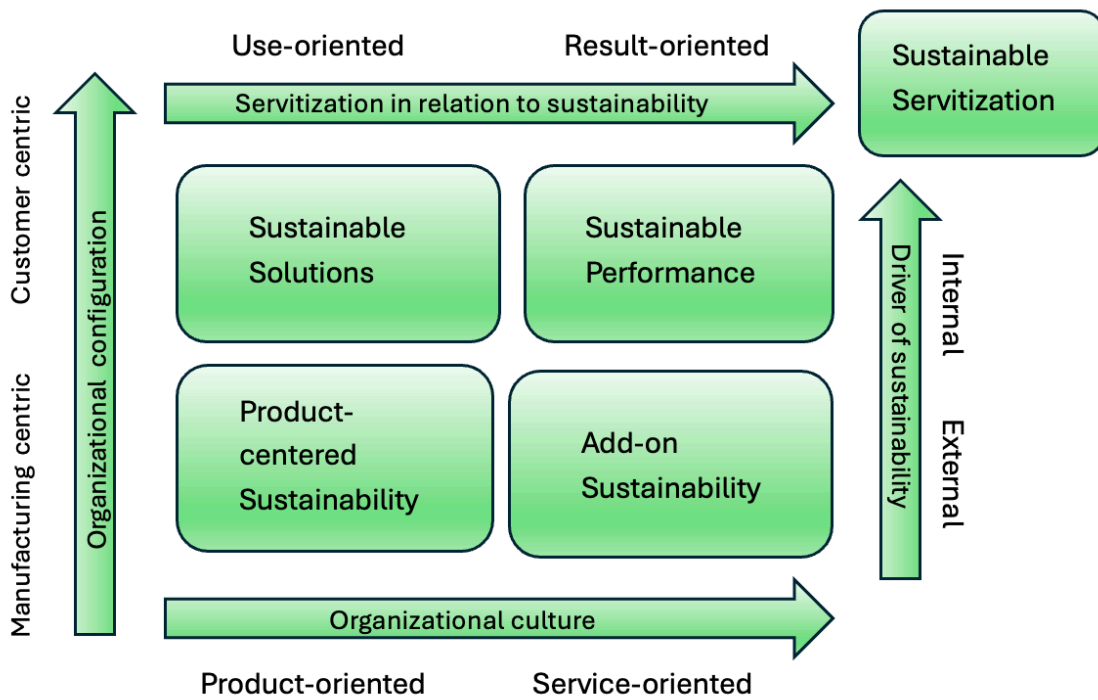 Use-oriented
Result-oriented
Servitization in relation to sustainability
Sustainable
Servitization
Customer centric
Manufacturing centric
Organizational configuration
Sustainable
Solutions
Sustainable
Performance
Product-
centered
Sustainability
Add-on
Sustainability
Driver of sustainability
Internal
External
Organizational culture
Product-oriented
Service-oriented